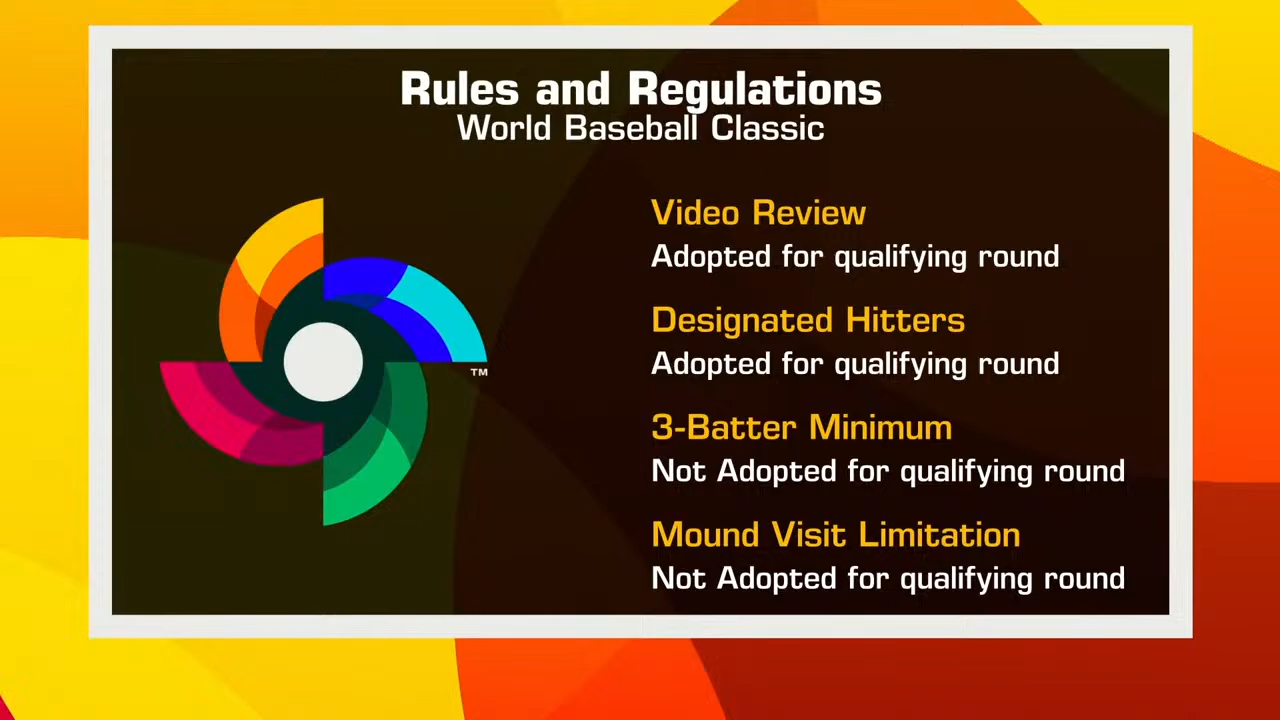 Rules and Regulations
World Baseball Classic
Video Review
Adopted for qualifying round
Designated Hitters
Adopted for qualifying round
3-Batter Minimum
Not Adopted for qualifying round
Mound Visit Limitation
Not Adopted for qualifying round
TM